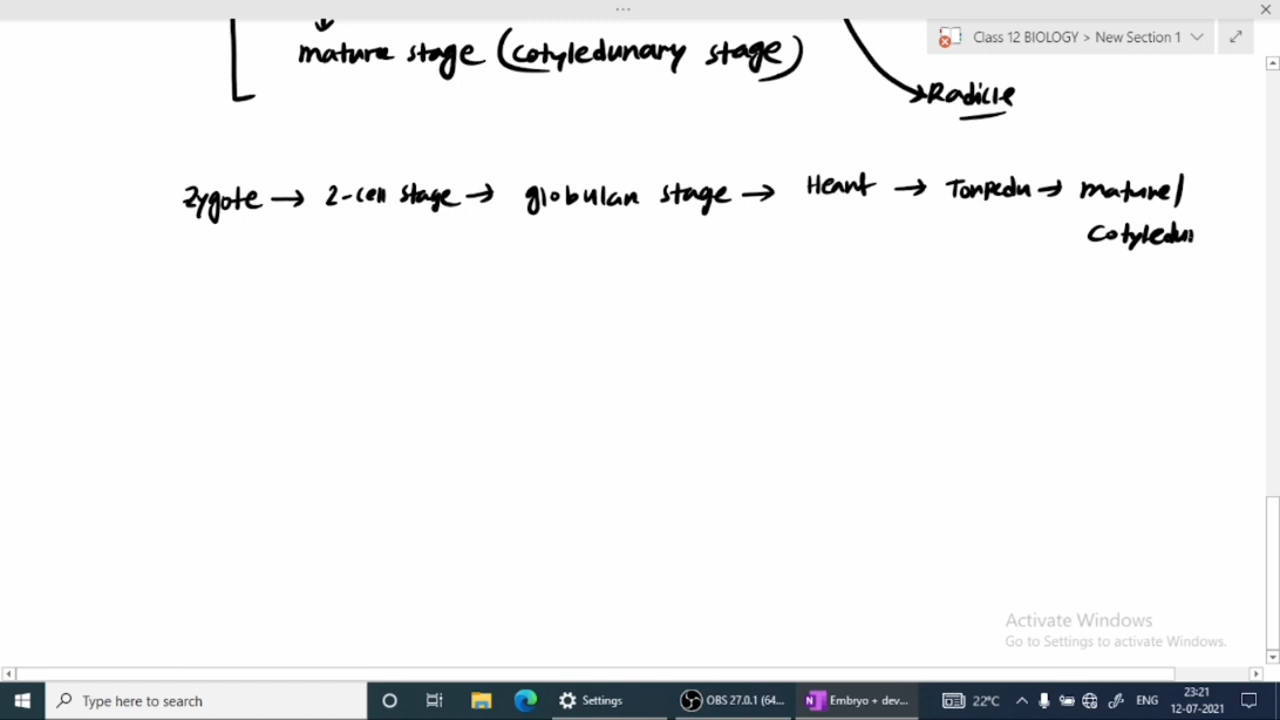 ...
Class 12 BIOLOGY > New Section 1
mature stage (cotyledunary stage)
Radicle
Zygote → 2-cell stage → globular stage → Heart → Torpedu → mature/
Cotyledu
Activate Windows
Go to Settings to activate Windows.
Type here to search
Settings
OBS 27.0.1 (64...
Embryo + dev...
22°C
ENG
23:21
12-07-2021